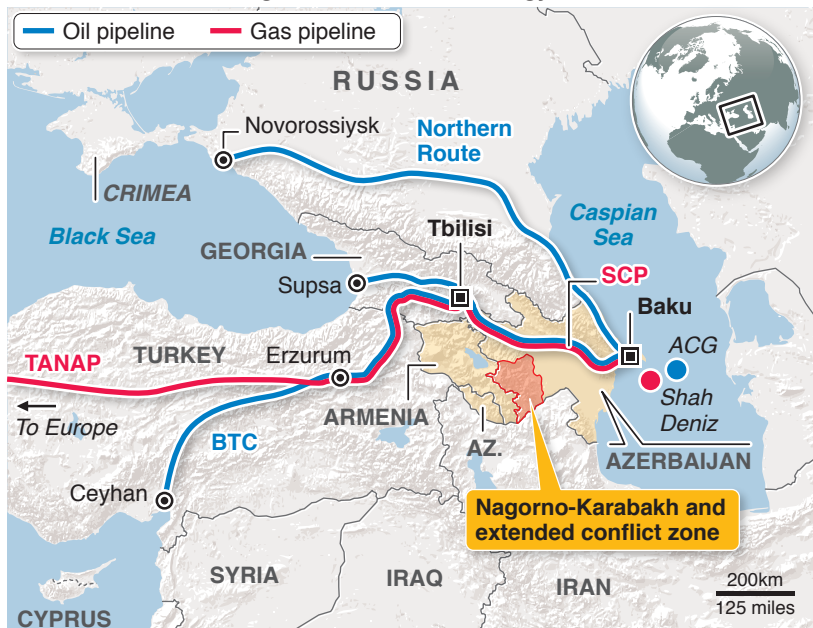 Oil pipeline
Gas pipeline
RUSSIA
Novorossiysk
Northern
Route
CRIMEA
Caspian
Sea
Black Sea
Tbilisi
GEORGIA
SCP
Supsa
Baku
ACG
TANAP
TURKEY
Erzurum
Shah
Deniz
To Europe
ARMENIA
BTC
AZ.
AZERBAIJAN
Ceyhan
Nagorno-Karabakh and
extended conflict zone
SYRIA
IRAQ
IRAN
200km
125 miles
CYPRUS